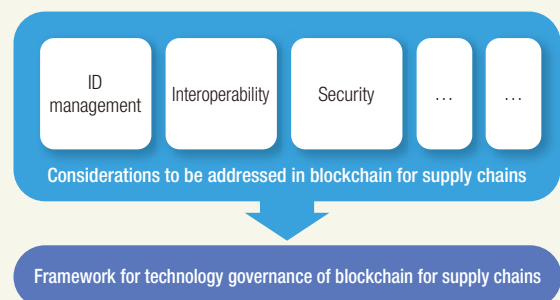 ID
management
Interoperability
Security
...
...
Considerations to be addressed in blockchain for supply chains
Framework for technology governance of blockchain for supply chains